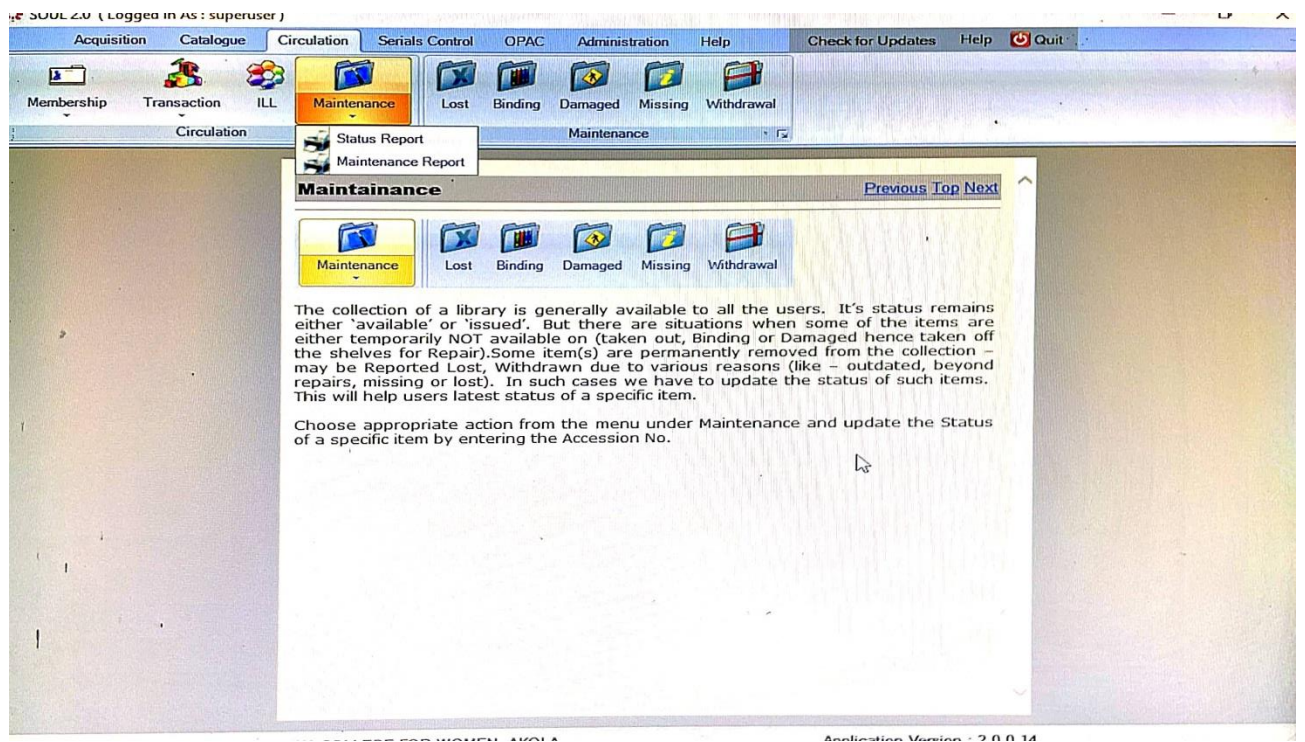 SOUL 2.0 ( Logged In As : superuser )
Acquisition Catalogue Circulation Serials Control OPAC Administration Help Check for Updates Help Quit
Membership Transaction ILL Maintenance Lost Binding Damaged Missing Withdrawal
Circulation Maintenance
Status Report
Maintenance Report
Maintainance Previous Top Next
Maintenance Lost Binding Damaged Missing Withdrawal
The collection of a library is generally available to all the users. It's status remains
either `available' or `issued'. But there are situations when some of the items are
either temporarily NOT available on (taken out, Binding or Damaged hence taken off
the shelves for Repair).Some item(s) are permanently removed from the collection –
may be Reported Lost, Withdrawn due to various reasons (like – outdated, beyond
repairs, missing or lost). In such cases we have to update the status of such items.
This will help users latest status of a specific item.
Choose appropriate action from the menu under Maintenance and update the Status
of a specific item by entering the Accession No.
COLLEGE FOR WOMEN, AKOLA Application Version : 2.0.0.14